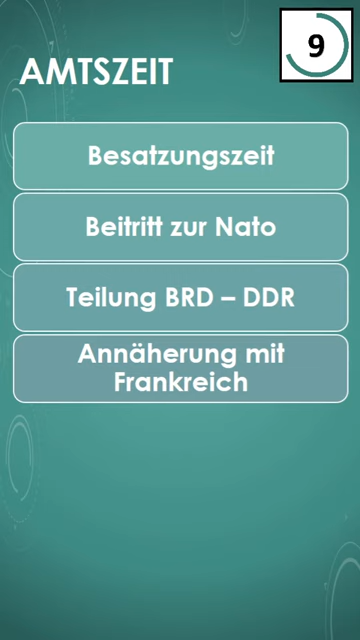 9
AMTSZEIT
Besatzungszeit
Beitritt zur Nato
Teilung BRD – DDR
Annäherung mit
Frankreich